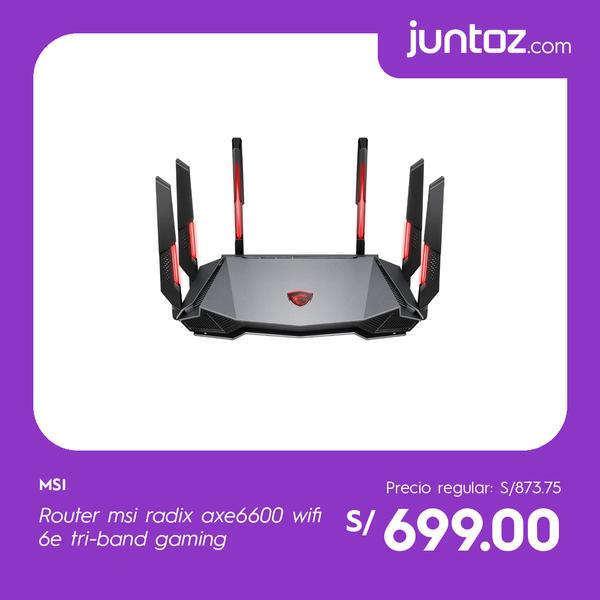 juntoz.com
MSI
Router msi radix axe6600 wifi
6e tri-band gaming
Precio regular: S/873.75
S/ 699.00